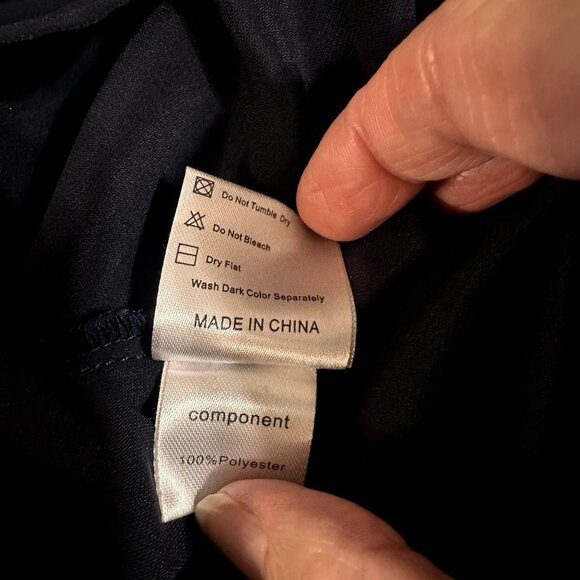 Do Not Tumble Dry
Do Not Bleach
Dry Flat
Wash Dark Color Separately
MADE IN CHINA
component
100%Polyester